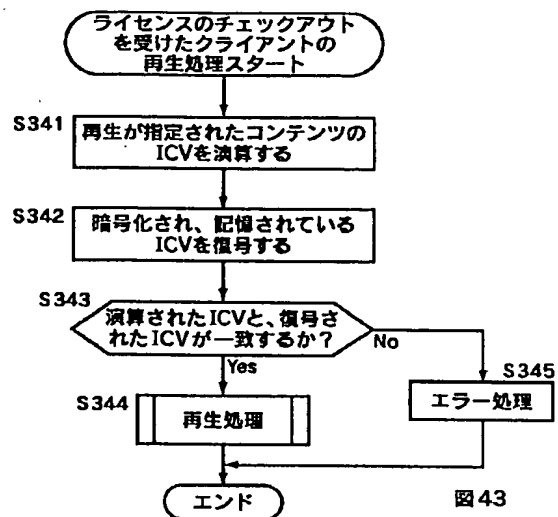 ライセンスのチェックアウト
を受けたクライアントの
再生処理スタート
S341
再生が指定されたコンテンツの
ICVを演算する
S342
暗号化され、記憶されている
ICVを復号する
S343
演算されたICVと、復号さ
れたICVが一致するか?
No
Yes
S344
再生処理
S345
エラー処理
エンド
図43